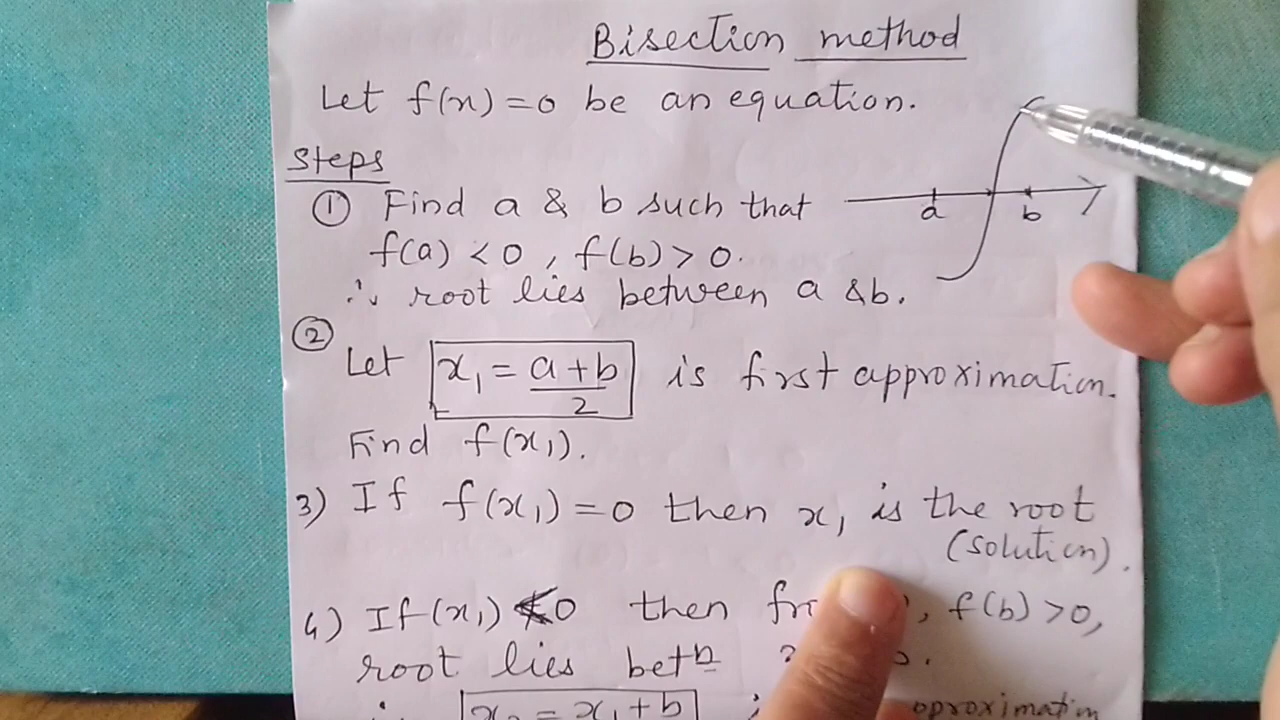 Bisection method
Let f(x)=0 be an equation.
Steps
① Find a & b such that
f(a) <0, f(b) > 0.
∴ root lies between a & b.
a b
② Let x₁ = a+b/2 is first approximation.
Find f(x₁).
3) If f(x₁) = 0 then x₁ is the root
(solution).
4) If (x₁) <0 then f(b) >0,
root lies betn
x₁ + b approximation